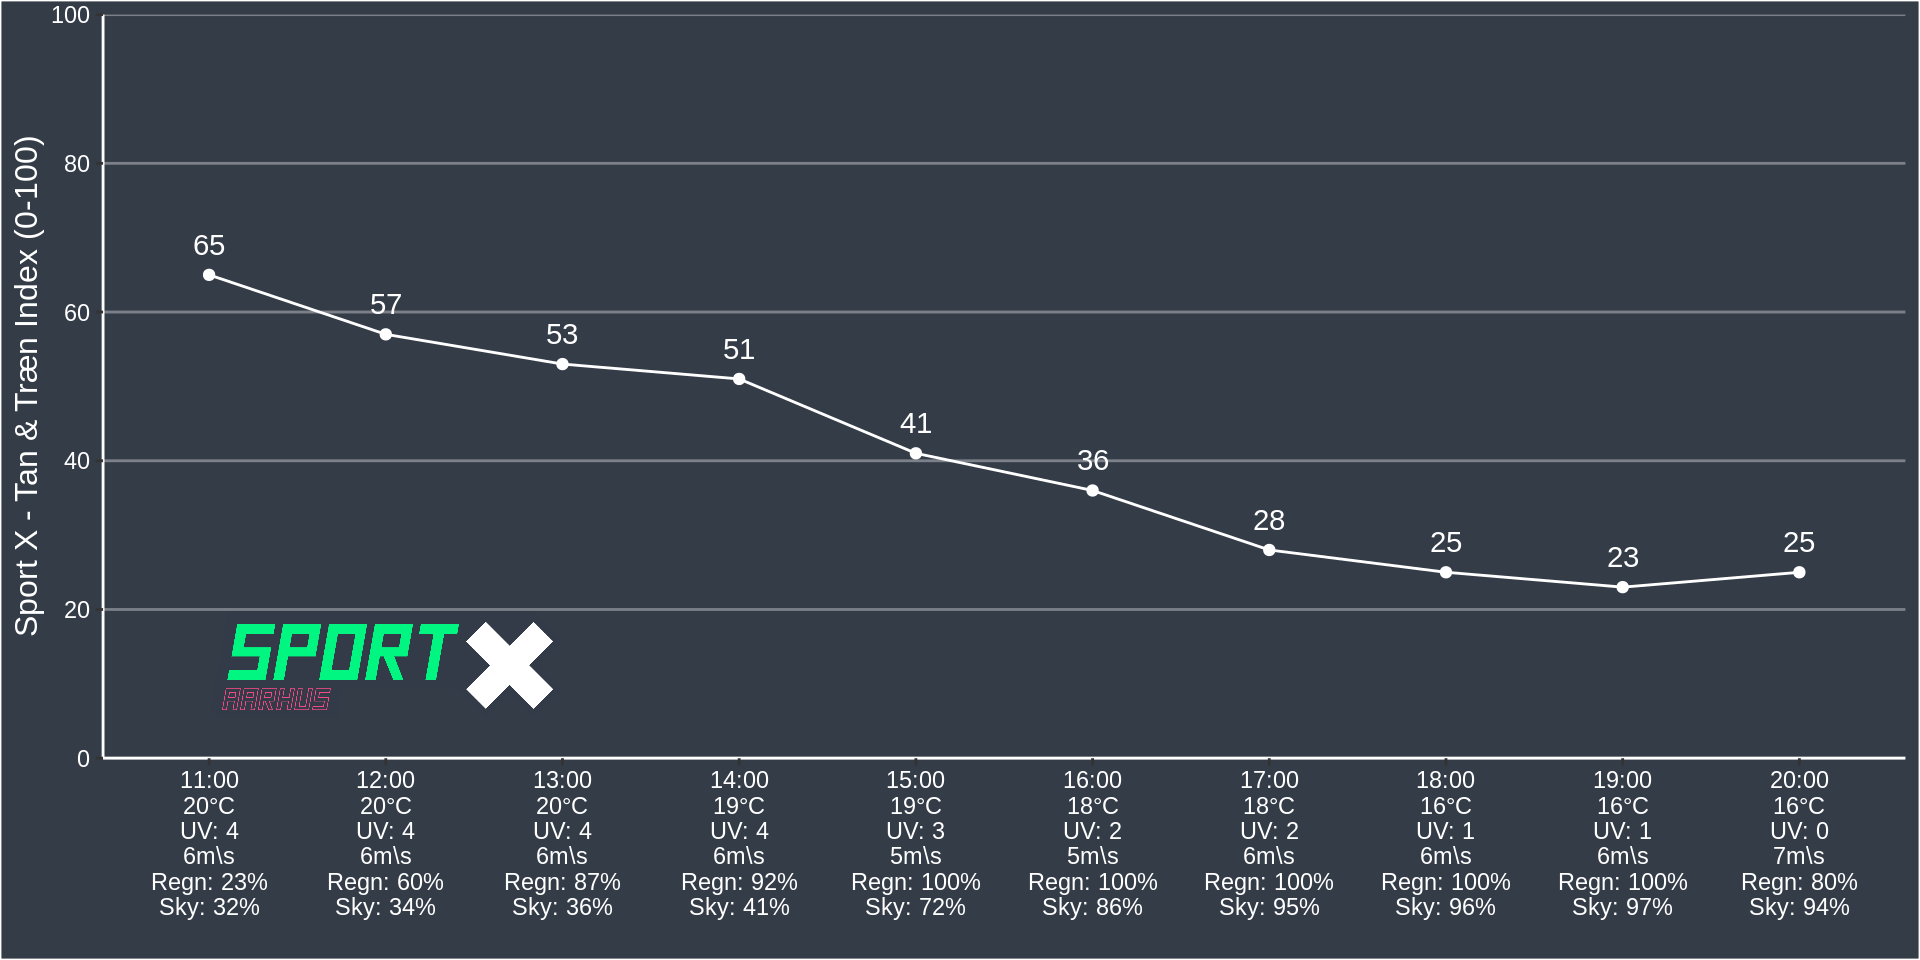 Sport X - Tan & Træn Index (0-100)
100
80
60
40
20
0
65
57
53
51
41
36
28
25
23
25
SPORT X
AARHUS
11:00 12:00 13:00 14:00 15:00 16:00 17:00 18:00 19:00 20:00
20°C 20°C 20°C 19°C 19°C 18°C 18°C 16°C 16°C 16°C
UV: 4 UV: 4 UV: 4 UV: 4 UV: 3 UV: 2 UV: 2 UV: 1 UV: 1 UV: 0
6m\s 6m\s 6m\s 6m\s 5m\s 5m\s 6m\s 6m\s 6m\s 7m\s
Regn: 23% Regn: 60% Regn: 87% Regn: 92% Regn: 100% Regn: 100% Regn: 100% Regn: 100% Regn: 100% Regn: 80%
Sky: 32% Sky: 34% Sky: 36% Sky: 41% Sky: 72% Sky: 86% Sky: 95% Sky: 96% Sky: 97% Sky: 94%